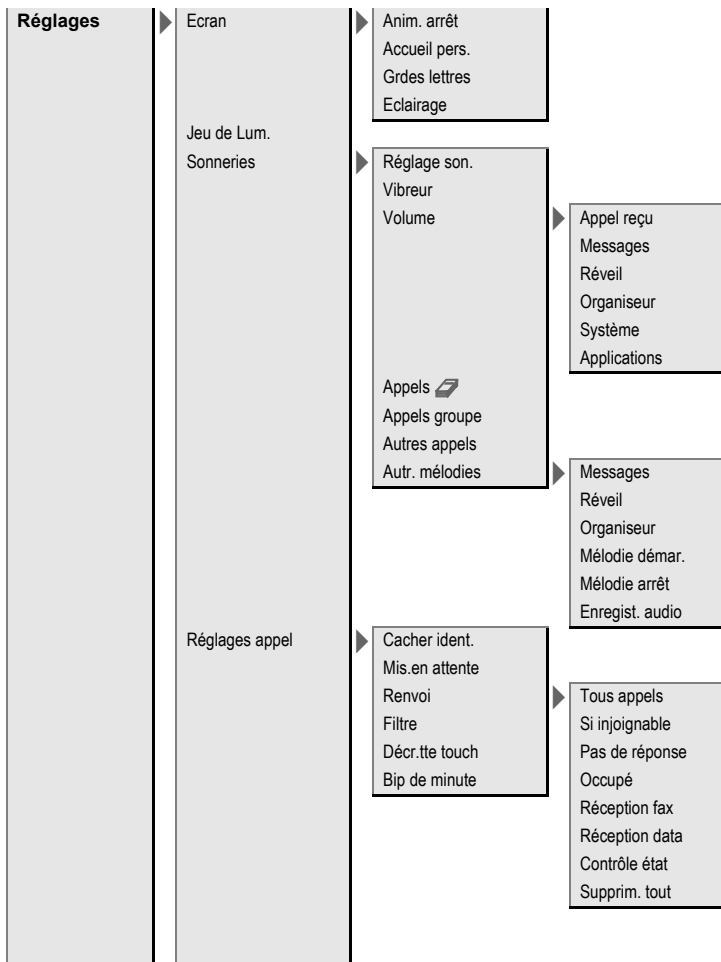 Réglages
Ecran
Anim. arrêt
Accueil pers.
Grdes lettres
Eclairage
Jeu de Lum.
Sonneries
Réglage son.
Vibreur
Volume
Appel reçu
Messages
Réveil
Organiseur
Système
Applications
Appels
Appels groupe
Autres appels
Autr. mélodies
Messages
Réveil
Organiseur
Mélodie démar.
Mélodie arrêt
Enregist. audio
Réglages appel
Cacher ident.
Mis.en attente
Renvoi
Tous appels
Si injoignable
Pas de réponse
Occupé
Réception fax
Réception data
Contrôle état
Supprim. tout
Filtre
Décr.tte touch
Bip de minute